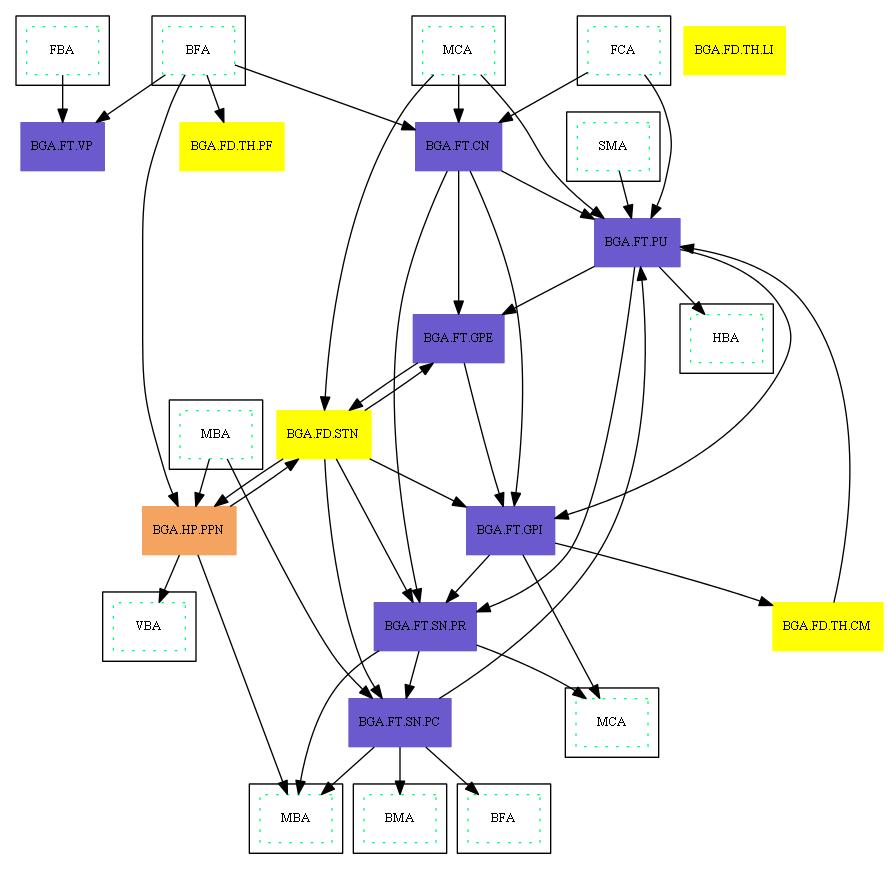 FBA
BFA
MCA
FCA
BGA.FD.TH.LI
BGA.FT.VP
BGA.FD.TH.PF
BGA.FT.CN
SMA
BGA.FT.PU
BGA.FT.GPE
HBA
MBA
BGA.FD.STN
BGA.HP.PPN
BGA.FT.GPI
VBA
BGA.FT.SN.PR
BGA.FD.TH.CM
BGA.FT.SN.PC
MCA
MBA
BMA
BFA